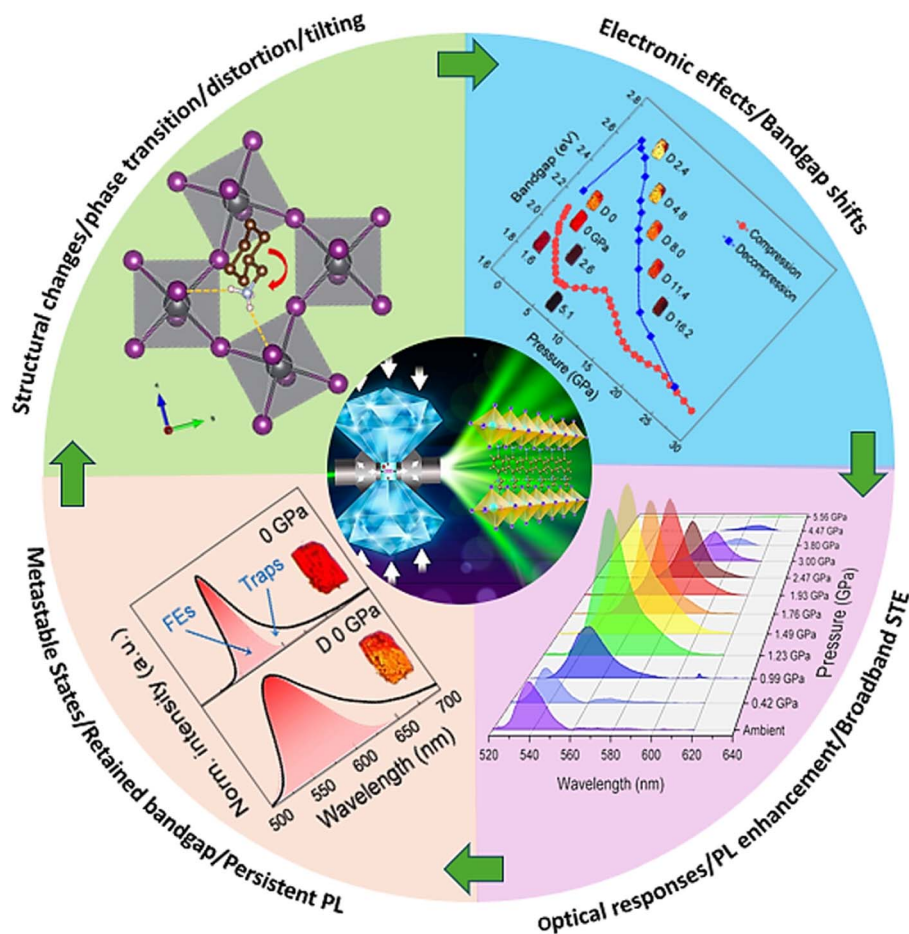 Structural changes/phase transition/distortion/tilting
Electronic effects/Bandgap shifts
Bandgap (eV)
2.8
2.6
2.4
2.2
2.0
1.8
1.6
D 2.4
D 4.8
D 8.0
D 11.4
D 16.2
D 0
0 GPa
1.6
2.6
5.1
Compression
Decompression
0
5
10
15
20
25
30
Pressure (GPa)
0 GPa
FEs
Traps
D 0 GPa
Norm. intensity (a.u.)
500
550
600
650
700
Wavelength (nm)
Metastable States/Retained bandgap/Persistent PL
5.56 GPa
4.47 GPa
3.80 GPa
3.00 GPa
2.47 GPa
1.93 GPa
1.76 GPa
1.49 GPa
1.23 GPa
0.99 GPa
0.42 GPa
Ambient
Pressure (GPa)
520
540
560
580
600
620
640
Wavelength (nm)
Optical responses/PL enhancement/Broadband STE